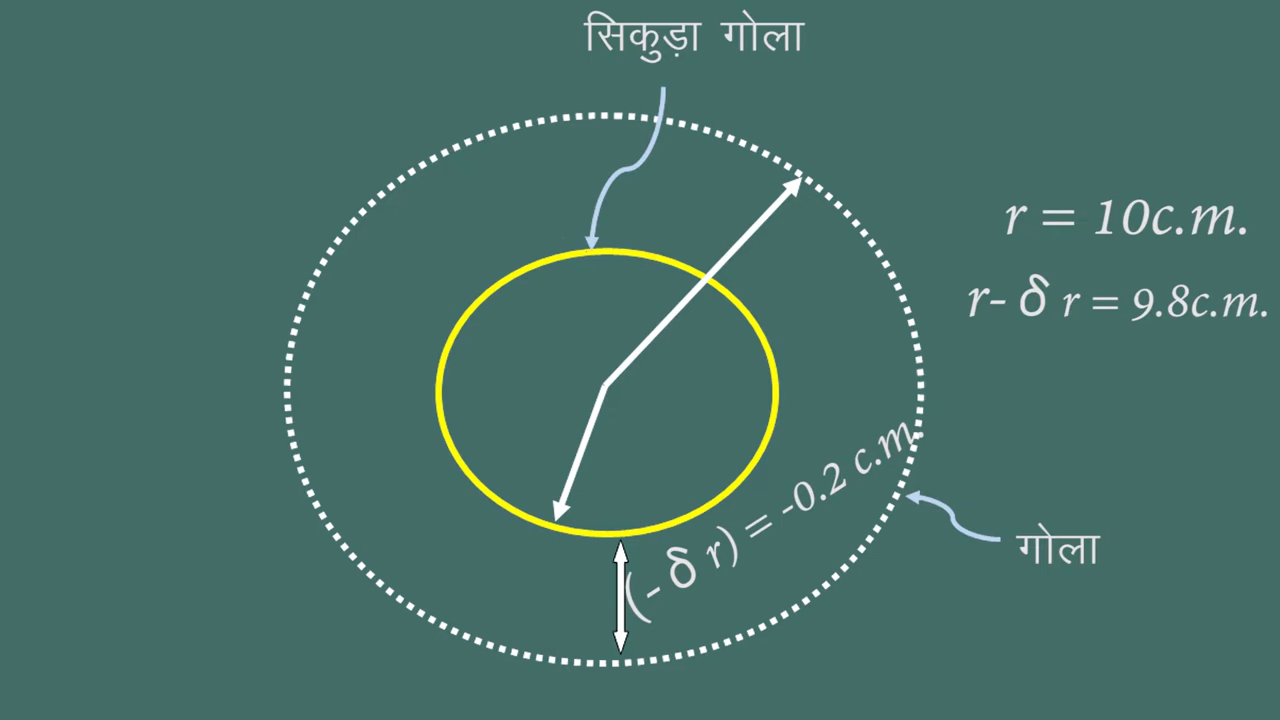 सिकुड़ा गोला
r = 10c.m.
r- δ r = 9.8c.m.
(- δ r) = -0.2 c.m.
गोला